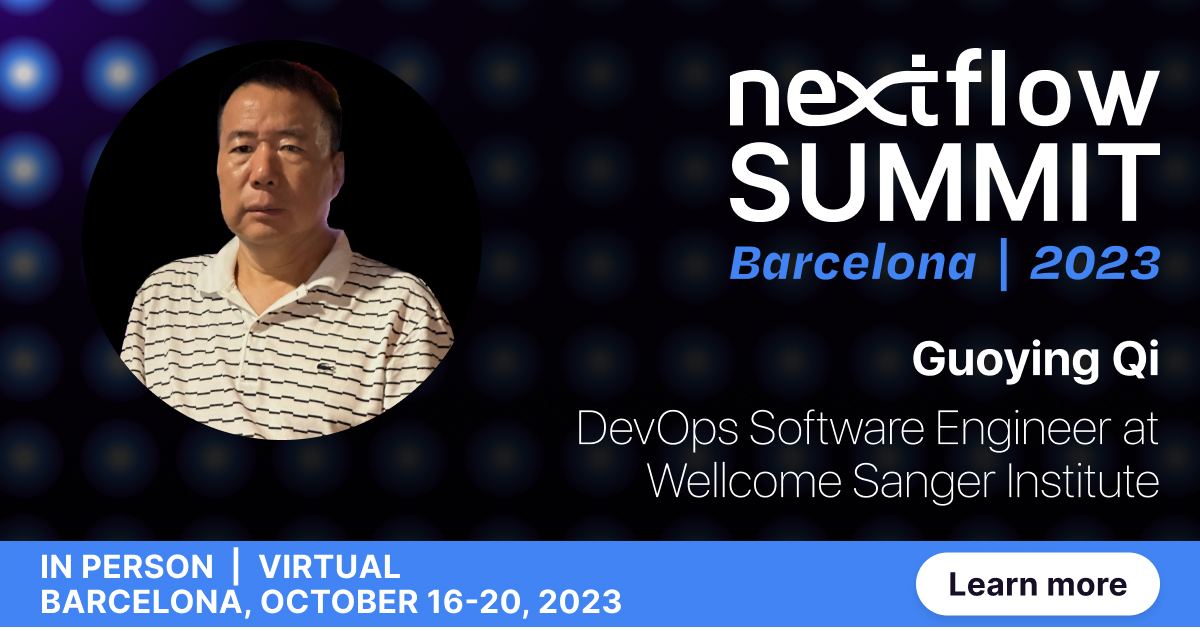 nextflow
SUMMIT
Barcelona | 2023
Guoying Qi
DevOps Software Engineer at
Wellcome Sanger Institute
IN PERSON | VIRTUAL
BARCELONA, OCTOBER 16-20, 2023
Learn more